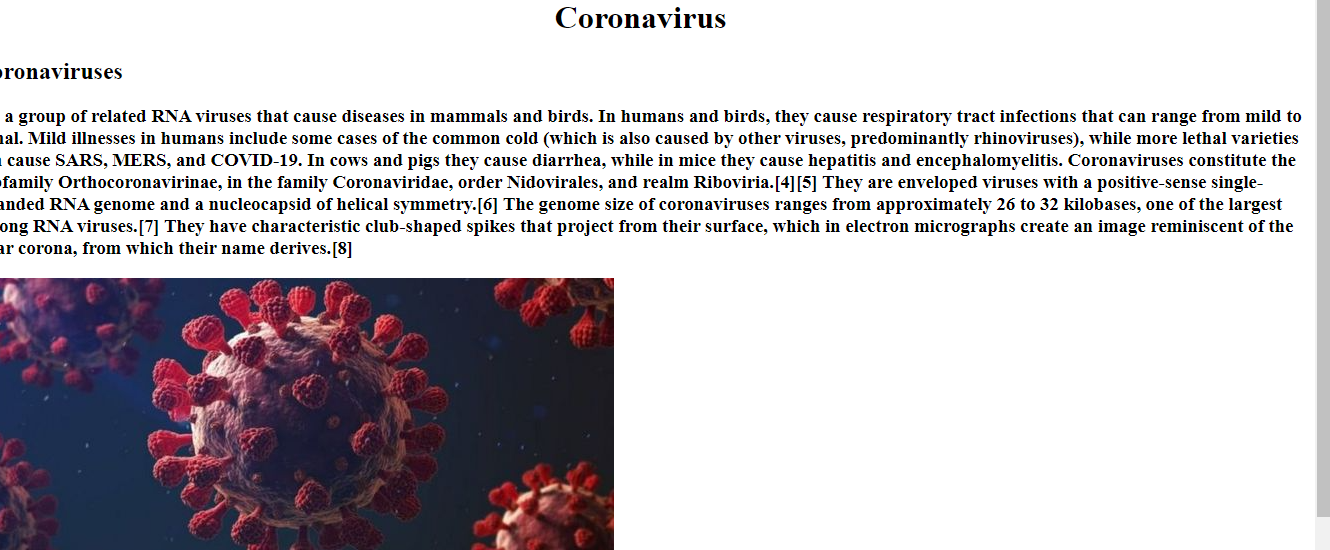 Coronavirus
oronaviruses
a group of related RNA viruses that cause diseases in mammals and birds. In humans and birds, they cause respiratory tract infections that can range from mild to
nal. Mild illnesses in humans include some cases of the common cold (which is also caused by other viruses, predominantly rhinoviruses), while more lethal varieties
cause SARS, MERS, and COVID-19. In cows and pigs they cause diarrhea, while in mice they cause hepatitis and encephalomyelitis. Coronaviruses constitute the
ofamily Orthocoronavirinae, in the family Coronaviridae, order Nidovirales, and realm Riboviria.[4][5] They are enveloped viruses with a positive-sense single-
anded RNA genome and a nucleocapsid of helical symmetry.[6] The genome size of coronaviruses ranges from approximately 26 to 32 kilobases, one of the largest
ong RNA viruses.[7] They have characteristic club-shaped spikes that project from their surface, which in electron micrographs create an image reminiscent of the
ar corona, from which their name derives.[8]